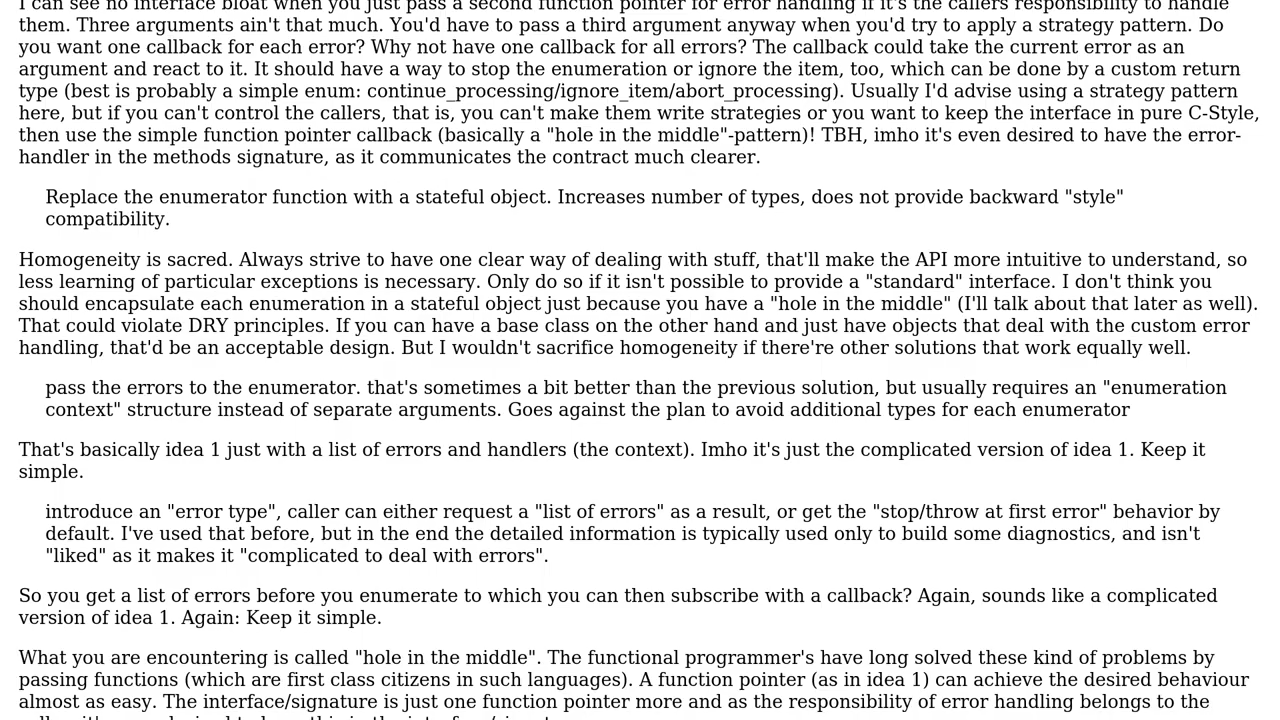 I can see no interface bloat when you just pass a second function pointer for error handling if it's the callers responsibility to handle
them. Three arguments ain't that much. You'd have to pass a third argument anyway when you'd try to apply a strategy pattern. Do
you want one callback for each error? Why not have one callback for all errors? The callback could take the current error as an
argument and react to it. It should have a way to stop the enumeration or ignore the item, too, which can be done by a custom return
type (best is probably a simple enum: continue_processing/ignore_item/abort_processing). Usually I'd advise using a strategy pattern
here, but if you can't control the callers, that is, you can't make them write strategies or you want to keep the interface in pure C-Style,
then use the simple function pointer callback (basically a "hole in the middle"-pattern)! TBH, imho it's even desired to have the error-
handler in the methods signature, as it communicates the contract much clearer.
Replace the enumerator function with a stateful object. Increases number of types, does not provide backward "style"
compatibility.
Homogeneity is sacred. Always strive to have one clear way of dealing with stuff, that'll make the API more intuitive to understand, so
less learning of particular exceptions is necessary. Only do so if it isn't possible to provide a "standard" interface. I don't think you
should encapsulate each enumeration in a stateful object just because you have a "hole in the middle" (I'll talk about that later as well).
That could violate DRY principles. If you can have a base class on the other hand and just have objects that deal with the custom error
handling, that'd be an acceptable design. But I wouldn't sacrifice homogeneity if there're other solutions that work equally well.
pass the errors to the enumerator. that's sometimes a bit better than the previous solution, but usually requires an "enumeration
context" structure instead of separate arguments. Goes against the plan to avoid additional types for each enumerator
That's basically idea 1 just with a list of errors and handlers (the context). Imho it's just the complicated version of idea 1. Keep it
simple.
introduce an "error type", caller can either request a "list of errors" as a result, or get the "stop/throw at first error" behavior by
default. I've used that before, but in the end the detailed information is typically used only to build some diagnostics, and isn't
"liked" as it makes it "complicated to deal with errors".
So you get a list of errors before you enumerate to which you can then subscribe with a callback? Again, sounds like a complicated
version of idea 1. Again: Keep it simple.
What you are encountering is called "hole in the middle". The functional programmer's have long solved these kind of problems by
passing functions (which are first class citizens in such languages). A function pointer (as in idea 1) can achieve the desired behaviour
almost as easy. The interface/signature is just one function pointer more and as the responsibility of error handling belongs to the